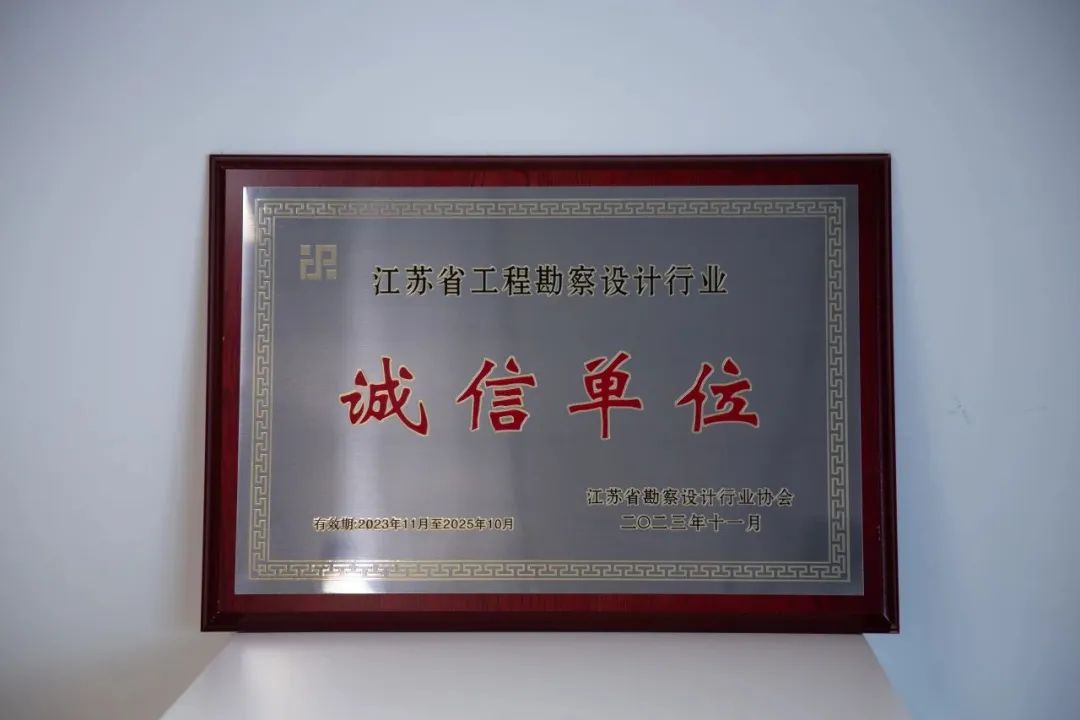 江苏省工程勘察设计行业
诚信单位
江苏省勘察设计行业协会
有效期:2023年11月至2025年10月
二〇二三年十一月